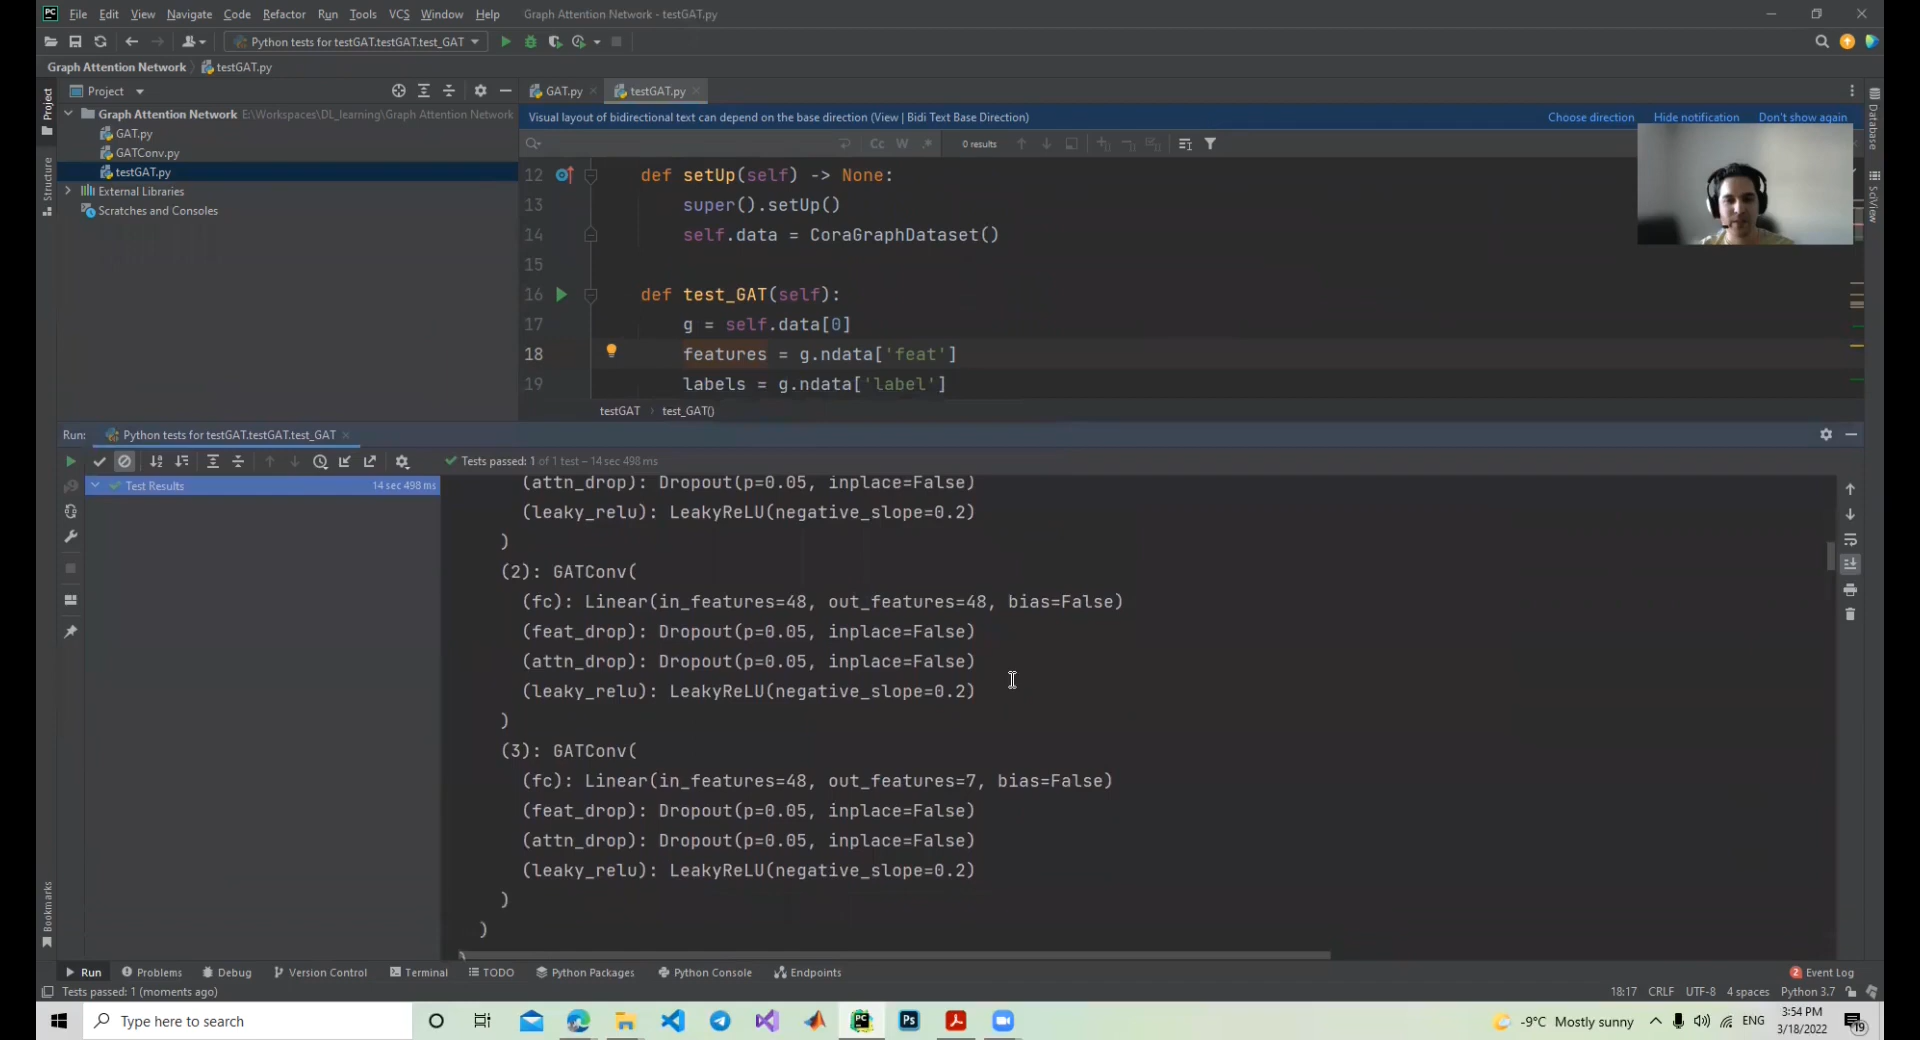 File Edit View Navigate Code Refactor Run Tools VCS Window Help Graph Attention Network - testGAT.py
Python tests for testGAT.testGAT.test_GAT
Graph Attention Network testGAT.py
Project
GAT.py testGAT.py
Graph Attention Network E:\Workspaces\DL_learning\Graph Attention Network
GAT.py
GATConv.py
testGAT.py
External Libraries
Scratches and Consoles
Project
Structure
Bookmarks
Database
SciView
Visual layout of bidirectional text can depend on the base direction (View | Bidi Text Base Direction) Choose direction Hide notification Don't show again
Cc W .* 0 results
12 def setUp(self) -> None:
13 super().setUp()
14 self.data = CoraGraphDataset()
15
16 def test_GAT(self):
17 g = self.data[0]
18 features = g.ndata['feat']
19 labels = g.ndata['label']
testGAT test_GAT()
Run: Python tests for testGAT.testGAT.test_GAT
Tests passed: 1 of 1 test – 14 sec 498 ms
Test Results 14 sec 498 ms
(attn_drop): Dropout(p=0.05, inplace=False)
(leaky_relu): LeakyReLU(negative_slope=0.2)
)
(2): GATConv(
(fc): Linear(in_features=48, out_features=48, bias=False)
(feat_drop): Dropout(p=0.05, inplace=False)
(attn_drop): Dropout(p=0.05, inplace=False)
(leaky_relu): LeakyReLU(negative_slope=0.2)
)
(3): GATConv(
(fc): Linear(in_features=48, out_features=7, bias=False)
(feat_drop): Dropout(p=0.05, inplace=False)
(attn_drop): Dropout(p=0.05, inplace=False)
(leaky_relu): LeakyReLU(negative_slope=0.2)
)
)
Run Problems Debug Version Control Terminal TODO Python Packages Python Console Endpoints 2 Event Log
Tests passed: 1 (moments ago) 18:17 CRLF UTF-8 4 spaces Python 3.7
Type here to search -9°C Mostly sunny ENG 3:54 PM
3/18/2022 19